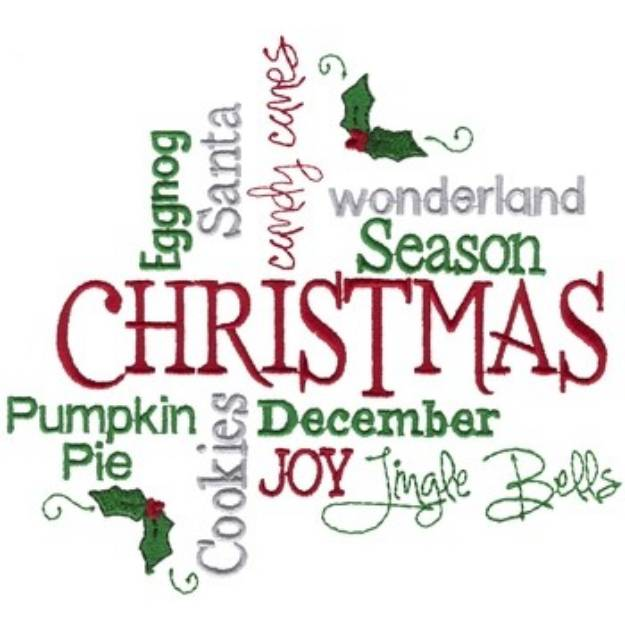 Eggnog
Santa
candy canes
wonderland
Season
CHRISTMAS
Pumpkin
Pie
Cookies
December
JOY
Jingle Bells